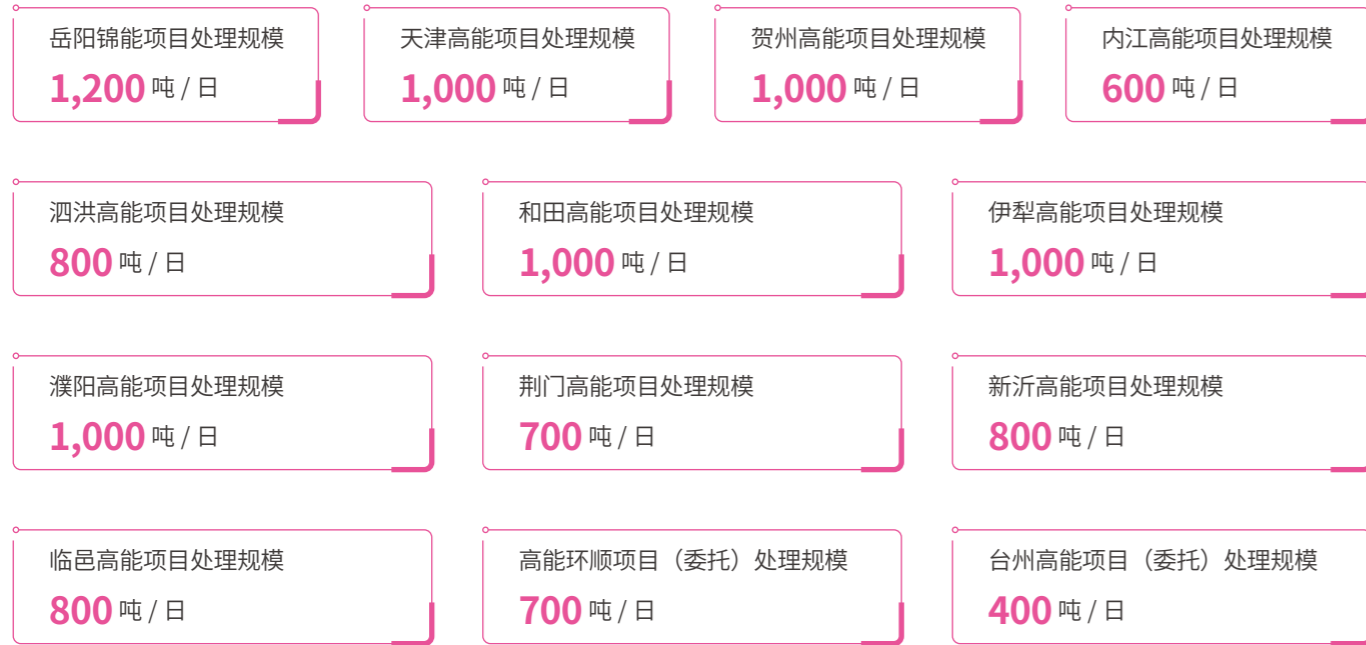 岳阳锦能项目处理规模
1,200 吨 / 日
天津高能项目处理规模
1,000 吨 / 日
贺州高能项目处理规模
1,000 吨 / 日
内江高能项目处理规模
600 吨 / 日
泗洪高能项目处理规模
800 吨 / 日
和田高能项目处理规模
1,000 吨 / 日
伊犁高能项目处理规模
1,000 吨 / 日
濮阳高能项目处理规模
1,000 吨 / 日
荆门高能项目处理规模
700 吨 / 日
新沂高能项目处理规模
800 吨 / 日
临邑高能项目处理规模
800 吨 / 日
高能环顺项目（委托）处理规模
700 吨 / 日
台州高能项目（委托）处理规模
400 吨 / 日